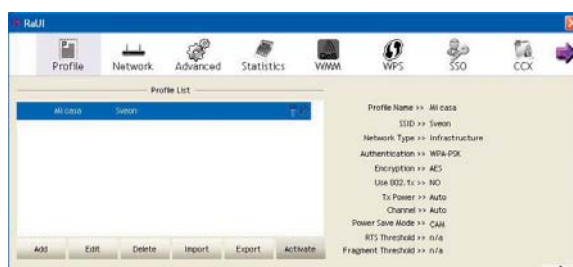 RaUI
Profile Network Advanced Statistics WMM WPS SSO CCX
Profile List
Mi casa Sveon
Profile Name >> Mi casa
SSID >> Sveon
Network Type >> Infrastructure
Authentication >> WPA-PSK
Encryption >> AES
Use 802.1x >> NO
Tx Power >> Auto
Channel >> Auto
Power Save Mode >> CAM
RTS Threshold >> n/a
Fragment Threshold >> n/a
Add Edit Delete Import Export Activate